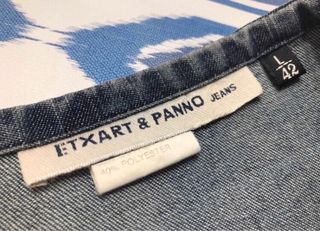 L
42
ETXART & PANNO JEANS
40% POLYESTER